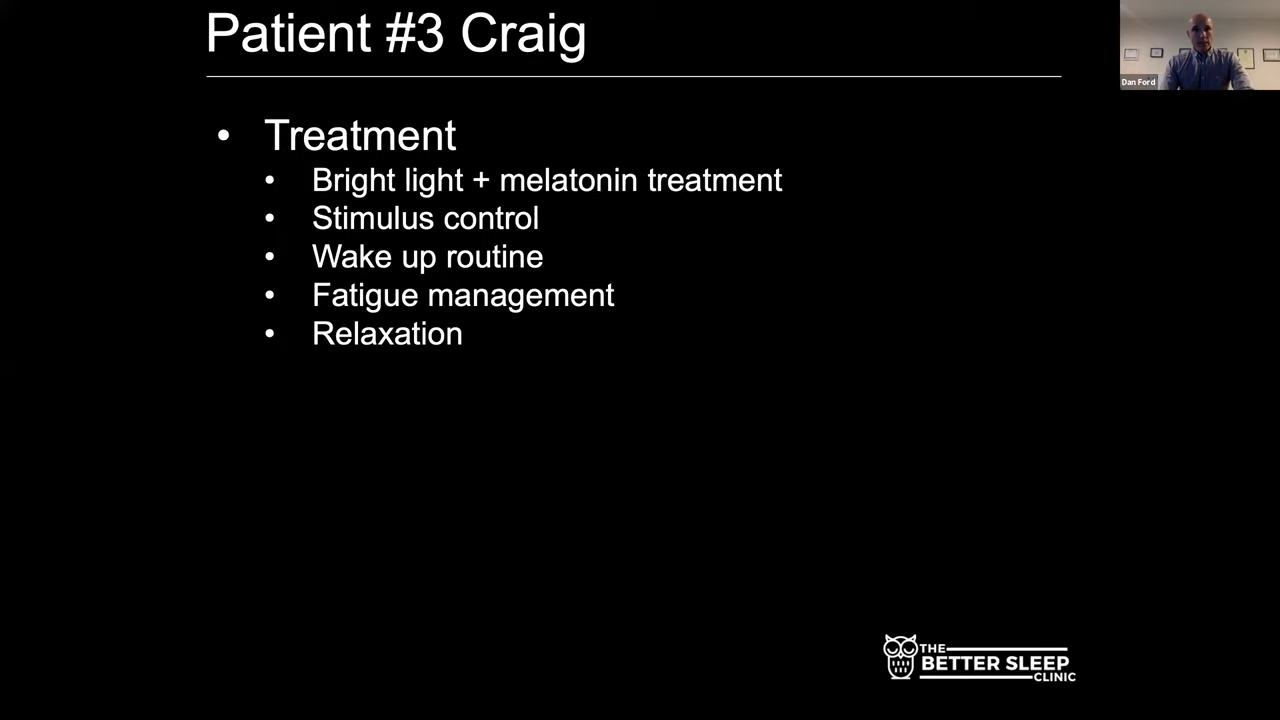 Patient #3 Craig
Dan Ford
• Treatment
• Bright light + melatonin treatment
• Stimulus control
• Wake up routine
• Fatigue management
• Relaxation
THE
BETTER SLEEP
CLINIC